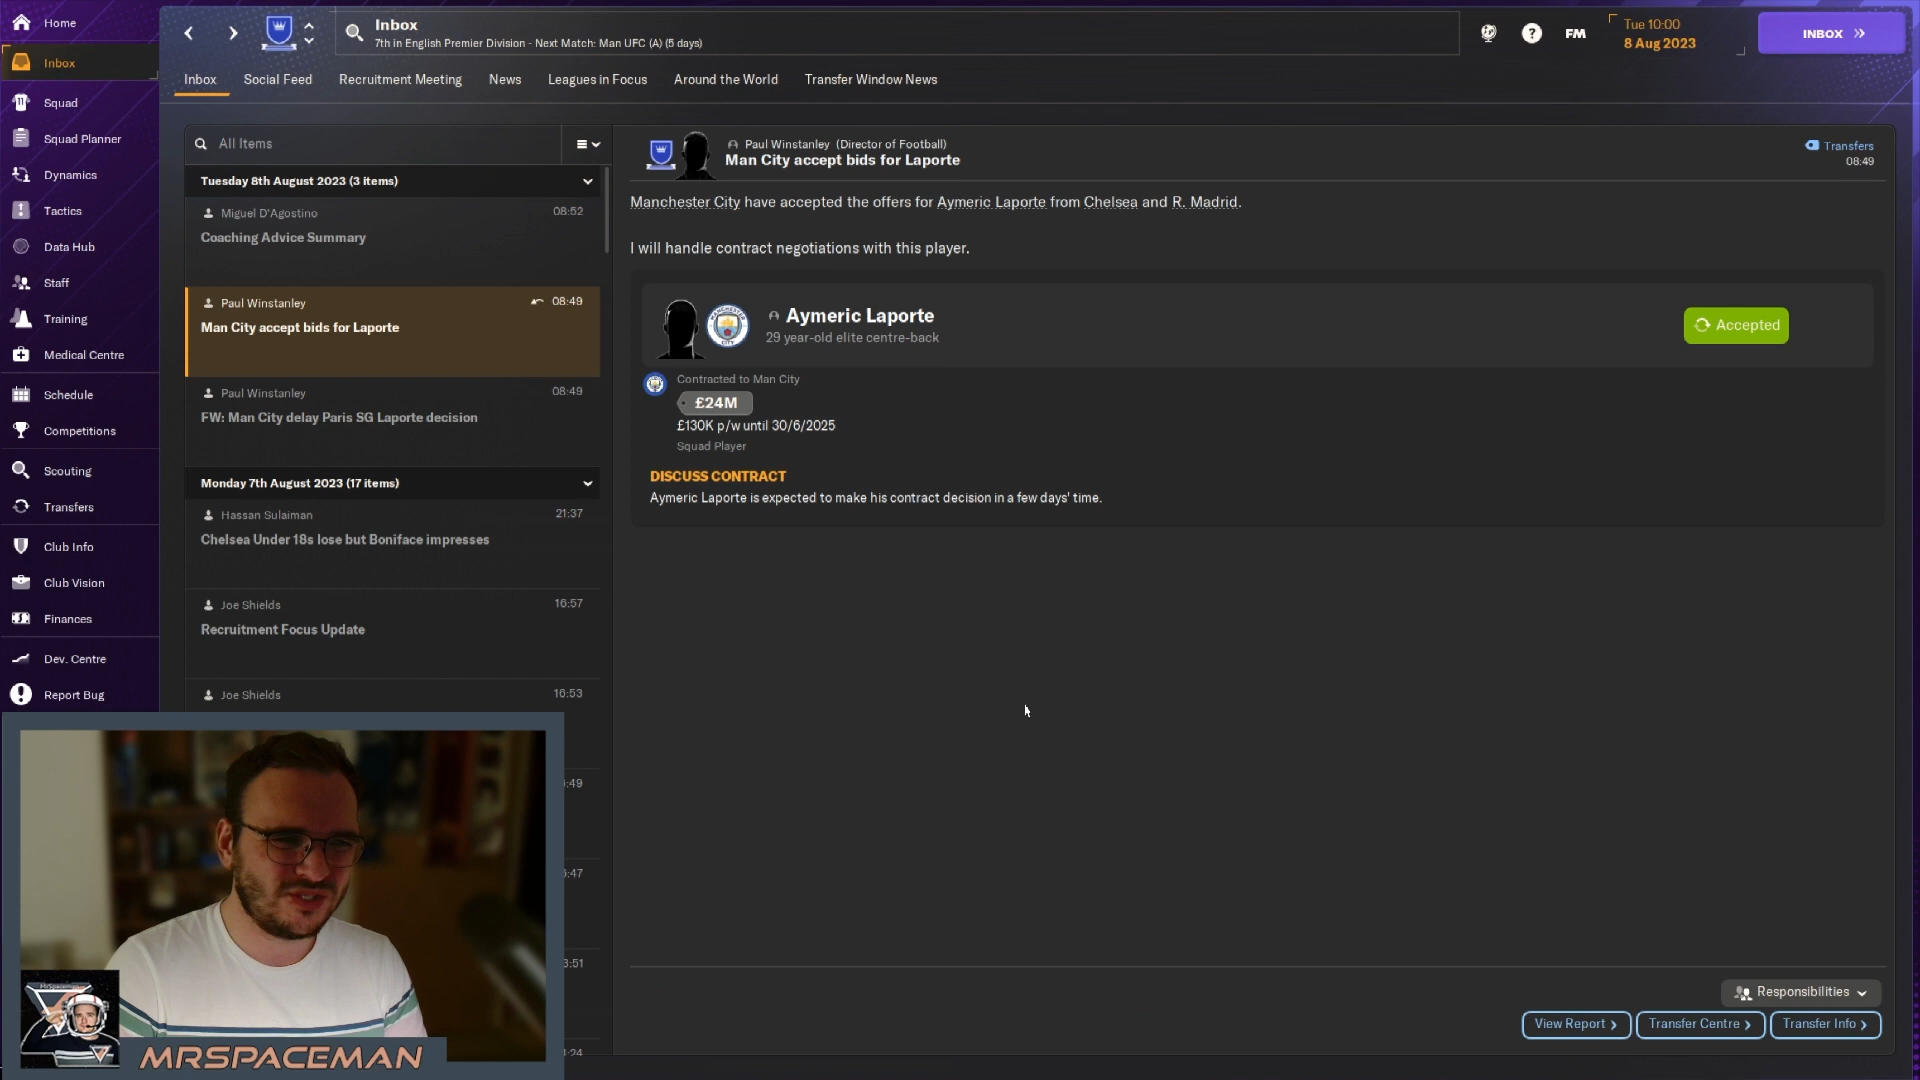 Home
Inbox
Squad
Squad Planner
Dynamics
Tactics
Data Hub
Staff
Training
Medical Centre
Schedule
Competitions
Scouting
Transfers
Club Info
Club Vision
Finances
Dev. Centre
Report Bug
Inbox
7th in English Premier Division - Next Match: Man UFC (A) (5 days)
FM
Tue 10:00
8 Aug 2023
INBOX
Inbox
Social Feed
Recruitment Meeting
News
Leagues in Focus
Around the World
Transfer Window News
All Items
Tuesday 8th August 2023 (3 items)
Miguel D'Agostino 08:52
Coaching Advice Summary
Paul Winstanley 08:49
Man City accept bids for Laporte
Paul Winstanley 08:49
FW: Man City delay Paris SG Laporte decision
Monday 7th August 2023 (17 items)
Hassan Sulaiman 21:37
Chelsea Under 18s lose but Boniface impresses
Joe Shields 16:57
Recruitment Focus Update
Joe Shields 16:53
:49
:47
3:51
:24
Paul Winstanley (Director of Football)
Man City accept bids for Laporte
Transfers
08:49
Manchester City have accepted the offers for Aymeric Laporte from Chelsea and R. Madrid.
I will handle contract negotiations with this player.
Aymeric Laporte
29 year-old elite centre-back
Accepted
Contracted to Man City
£24M
£130K p/w until 30/6/2025
Squad Player
DISCUSS CONTRACT
Aymeric Laporte is expected to make his contract decision in a few days' time.
Responsibilities
View Report
Transfer Centre
Transfer Info
MRSPACEMAN